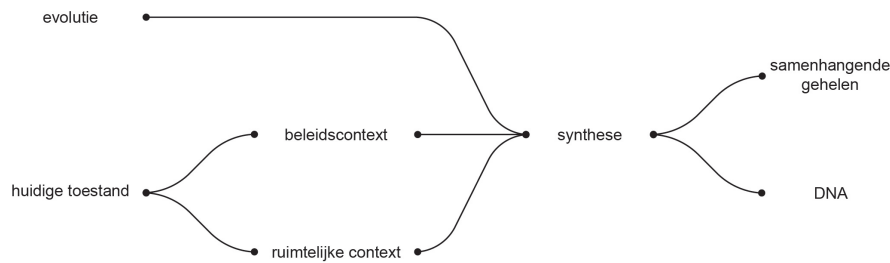 evolutie
samenhangende
gehelen
beleidscontext
synthese
huidige toestand
DNA
ruimtelijke context